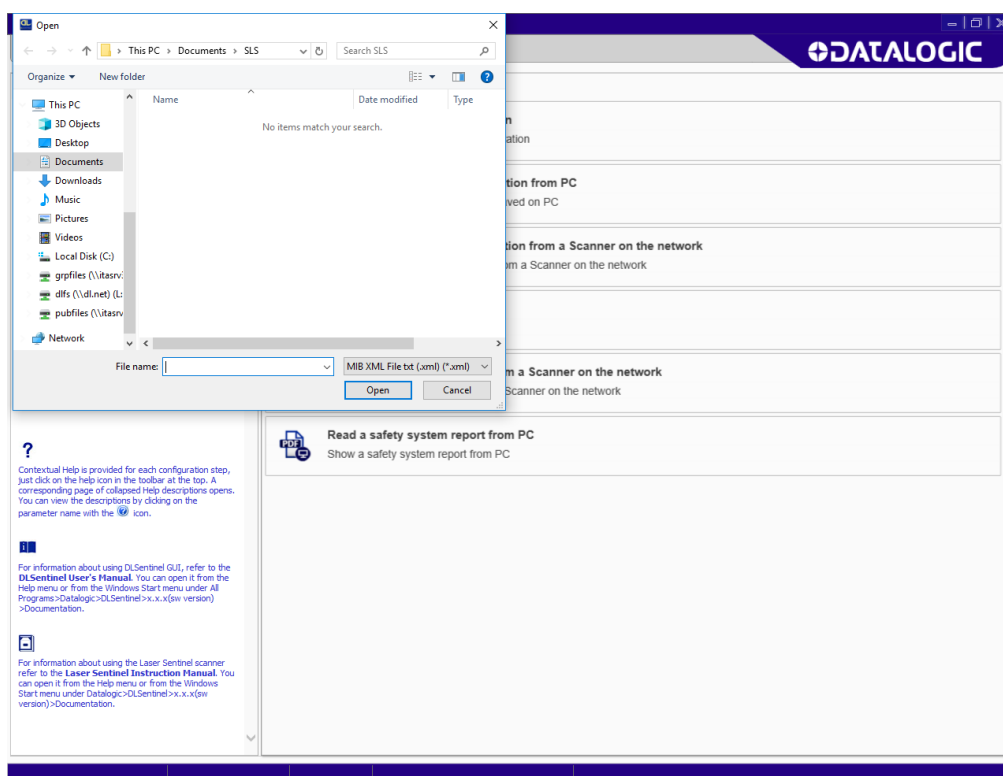 Open
This PC > Documents > SLS
Search SLS
Organize
New folder
Name
Date modified
Type
No items match your search.
This PC
3D Objects
Desktop
Documents
Downloads
Music
Pictures
Videos
Local Disk (C:)
grpfiles (\\itasrv
dlfs (\\dl.net) (L:
pubfiles (\\itasrv
Network
File name:
MIB XML File txt (.xml) (*.xml)
Open
Cancel
DATALOGIC
n
ation
tion from PC
ved on PC
tion from a Scanner on the network
om a Scanner on the network
m a Scanner on the network
Scanner on the network
Read a safety system report from PC
Show a safety system report from PC
PDF
?
Contextual Help is provided for each configuration step,
just click on the help icon in the toolbar at the top. A
corresponding page of collapsed Help descriptions opens.
You can view the descriptions by clicking on the
parameter name with the ? icon.
For information about using DLSentinel GUI, refer to the
DLSentinel User's Manual. You can open it from the
Help menu or from the Windows Start menu under All
Programs>Datalogic>DLSentinel>x.x.x(sw version)
>Documentation.
For information about using the Laser Sentinel scanner
refer to the Laser Sentinel Instruction Manual. You
can open it from the Help menu or from the Windows
Start menu under Datalogic>DLSentinel>x.x.x(sw
version)>Documentation.